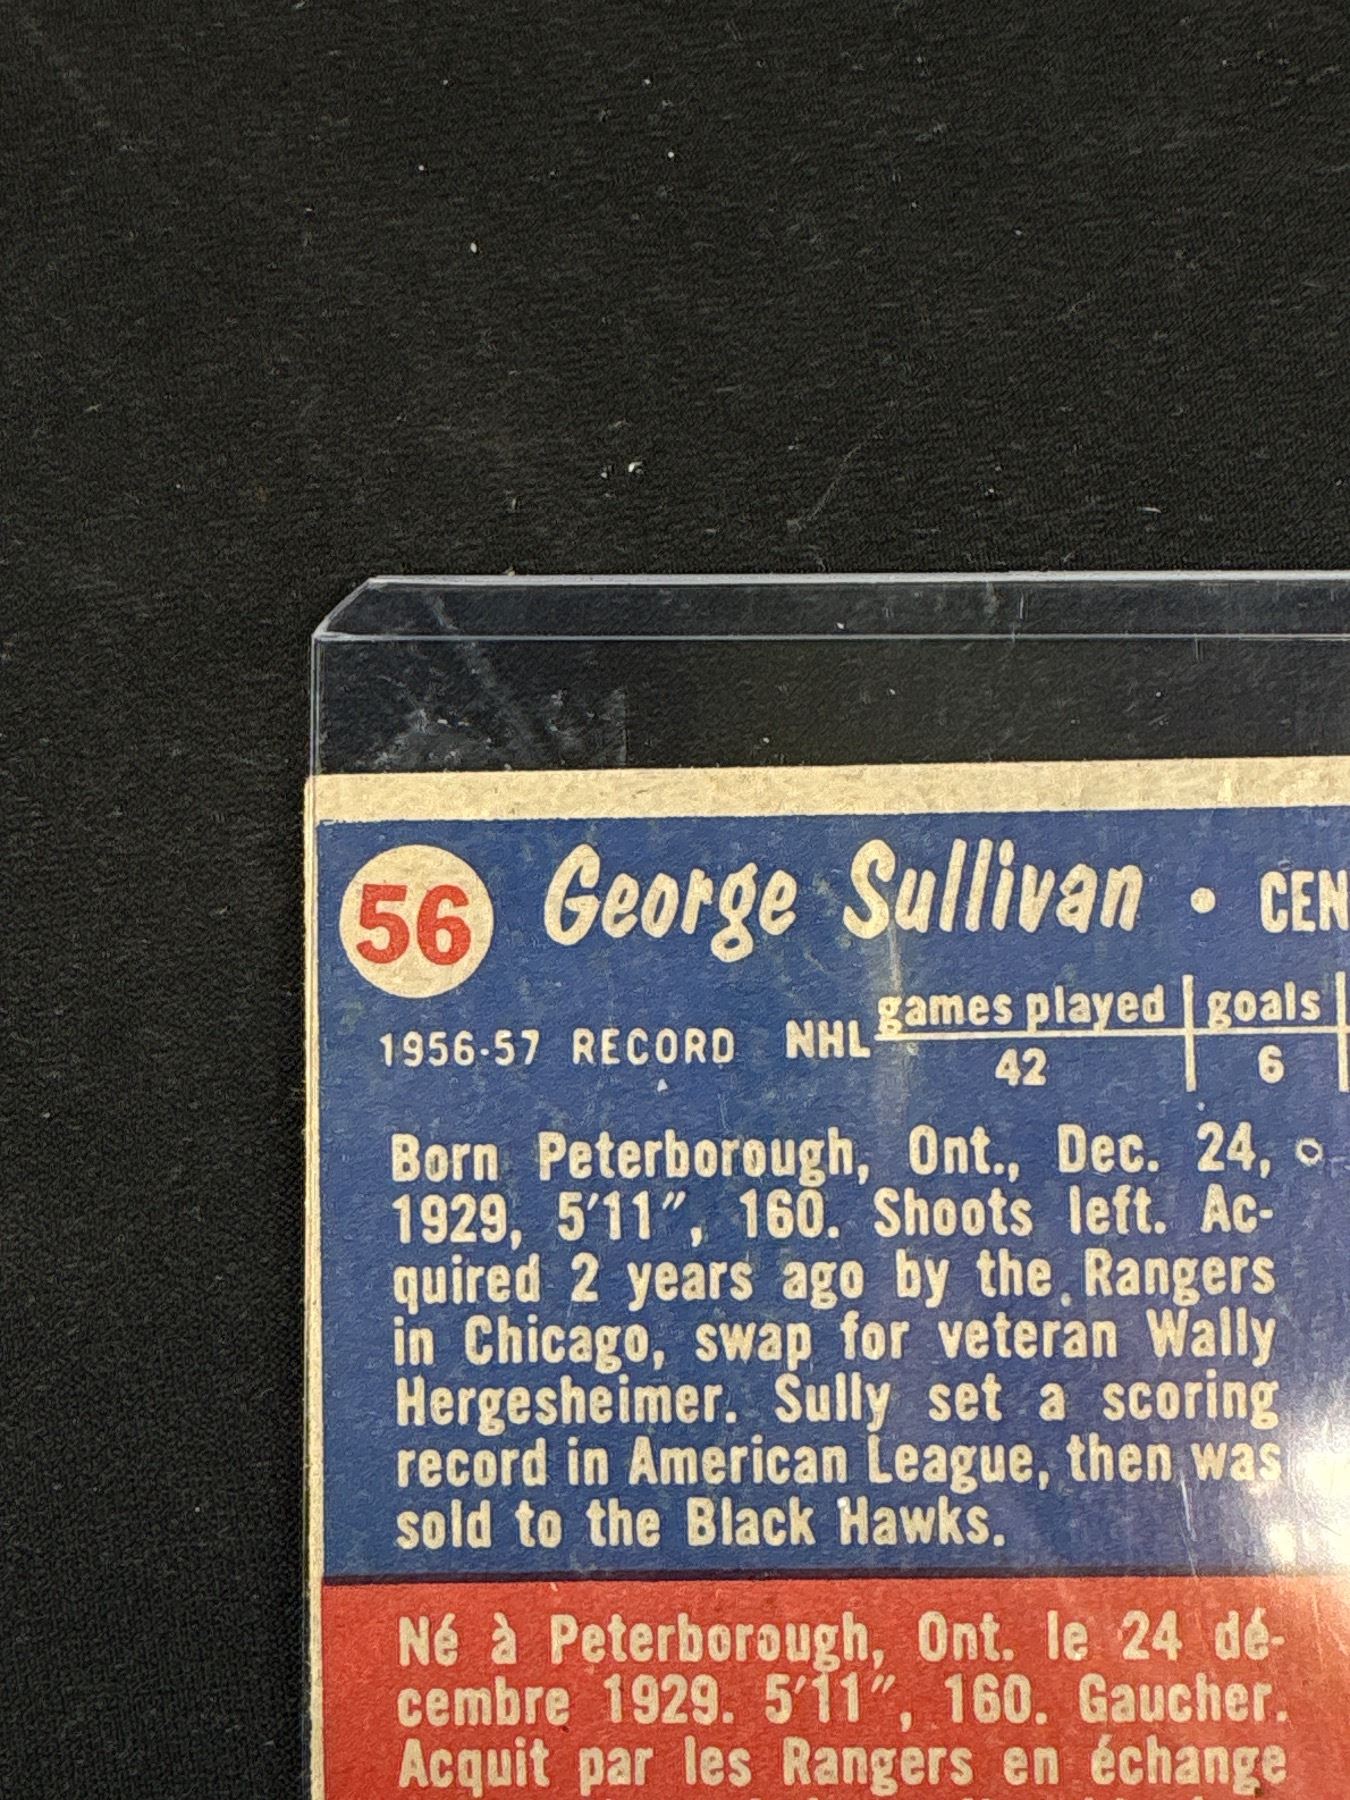 56 George Sullivan • CEN
games played goals
1956-57 RECORD NHL 42 6
Born Peterborough, Ont., Dec. 24,
1929, 5'11", 160. Shoots left. Ac-
quired 2 years ago by the Rangers
in Chicago, swap for veteran Wally
Hergesheimer. Sully set a scoring
record in American League, then was
sold to the Black Hawks.
Né à Peterborough, Ont. le 24 dé-
cembre 1929. 5'11", 160. Gaucher.
Acquit par les Rangers en échange